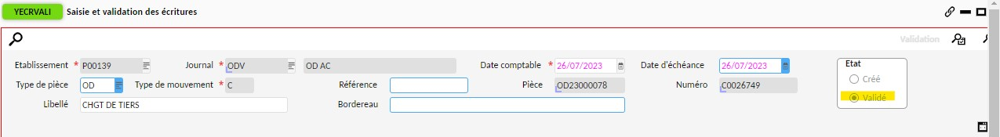 YECRVALI Saisie et validation des écritures
Validation
Etablissement * P00139 Journal * ODV OD AC Date comptable * 26/07/2023 Date d'échéance 26/07/2023 Etat
Type de pièce OD Type de mouvement * C Référence Pièce OD23000078 Numéro C0026749 Créé
Libellé CHGT DE TIERS Bordereau Validé